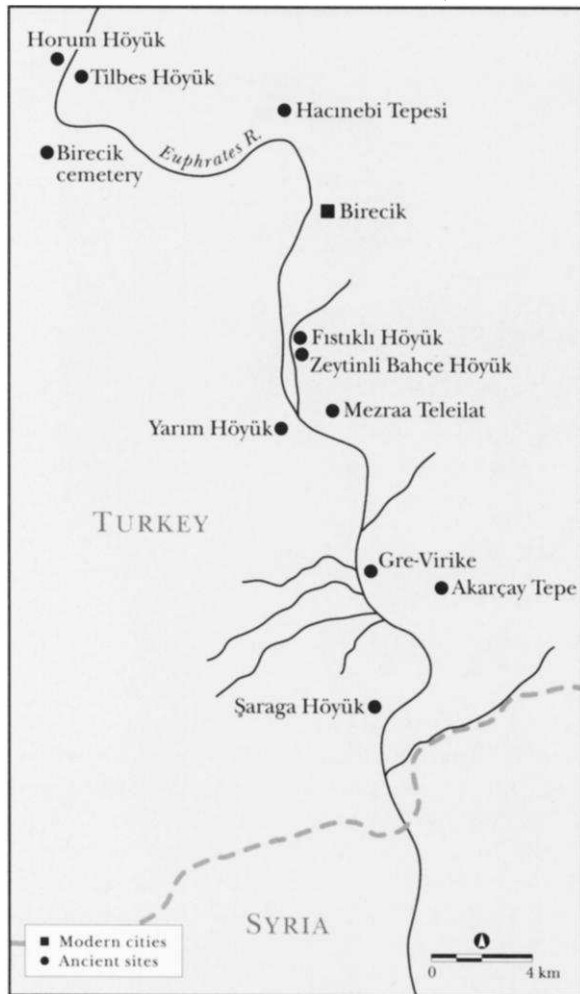 Horum Höyük
Tilbes Höyük
Hacınebi Tepesi
Euphrates R.
Birecik
cemetery
Birecik
Fıstıklı Höyük
Zeytinli Bahçe Höyük
Mezraa Teleilat
Yarım Höyük
TURKEY
Gre-Virike
Akarçay Tepe
Şaraga Höyük
SYRIA
Modern cities
Ancient sites
0 4 km